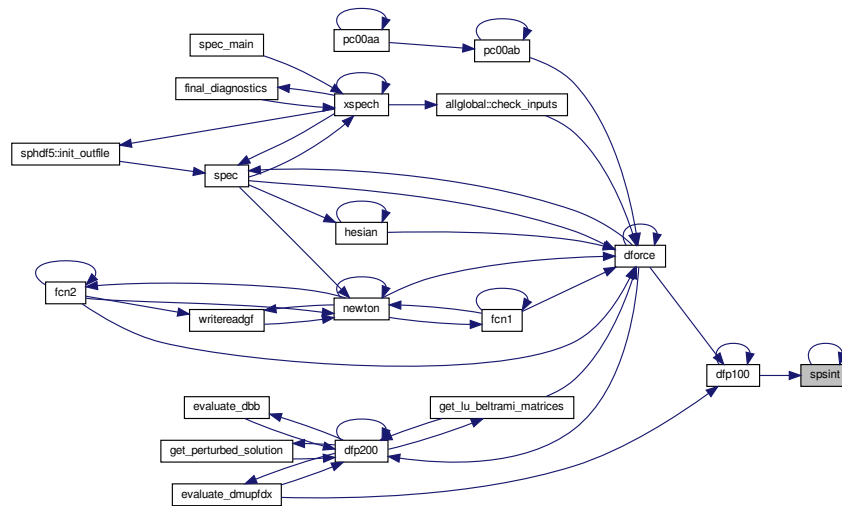 spec_main
pc00aa
pc00ab
final_diagnostics
xspech
allglobal::check_inputs
sphdf5::init_outfile
spec
hesian
dforce
fcn2
newton
writereadgf
fcn1
dfp100
spsint
evaluate_dbb
get_lu_beltrami_matrices
get_perturbed_solution
dfp200
evaluate_dmupfdx